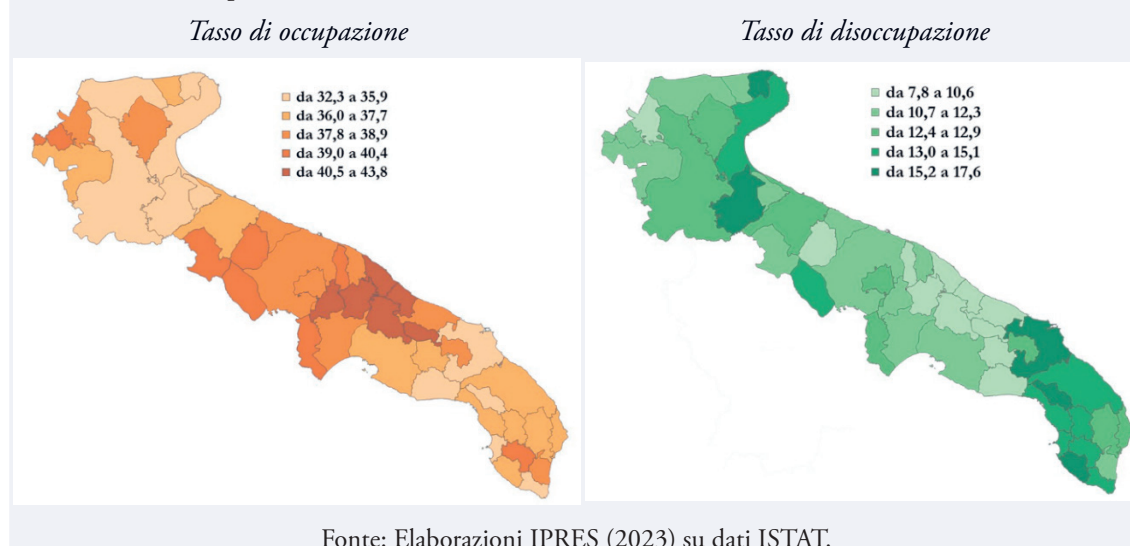 Tasso di occupazione
Tasso di disoccupazione
da 32,3 a 35,9
da 36,0 a 37,7
da 37,8 a 38,9
da 39,0 a 40,4
da 40,5 a 43,8
da 7,8 a 10,6
da 10,7 a 12,3
da 12,4 a 12,9
da 13,0 a 15,1
da 15,2 a 17,6
Fonte: Elaborazioni IPRES (2023) su dati ISTAT.